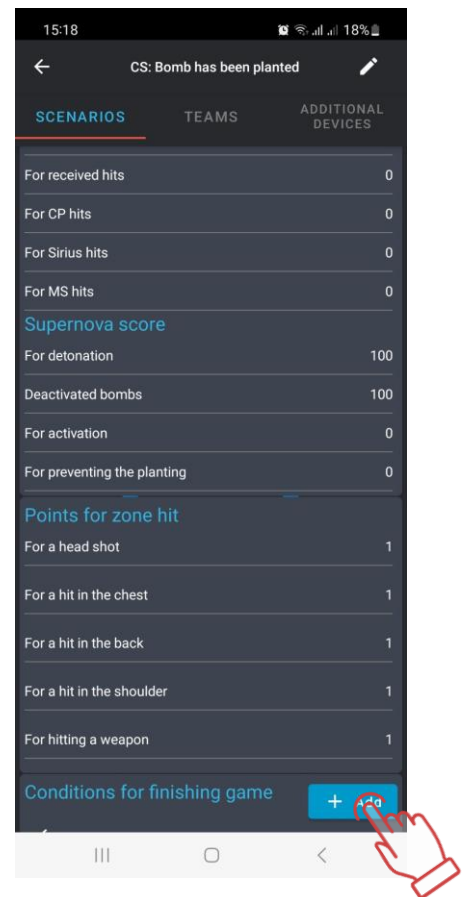 15:18 18%
CS: Bomb has been planted
SCENARIOS TEAMS ADDITIONAL
DEVICES
For received hits 0
For CP hits 0
For Sirius hits 0
For MS hits 0
Supernova score
For detonation 100
Deactivated bombs 100
For activation 0
For preventing the planting 0
Points for zone hit
For a head shot 1
For a hit in the chest 1
For a hit in the back 1
For a hit in the shoulder 1
For hitting a weapon 1
Conditions for finishing game + Add